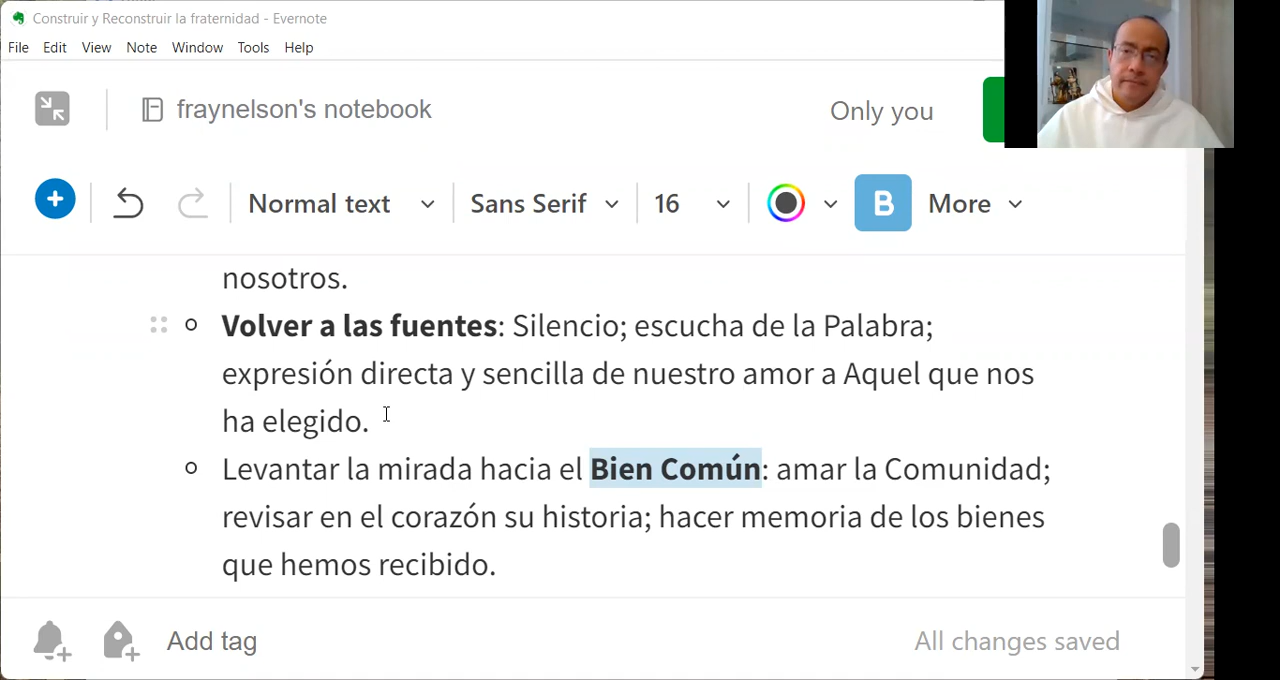 Construir y Reconstruir la fraternidad - Evernote
File Edit View Note Window Tools Help
fraynelson's notebook
Only you
Normal text Sans Serif 16 B More
nosotros.
Volver a las fuentes: Silencio; escucha de la Palabra;
expresión directa y sencilla de nuestro amor a Aquel que nos
ha elegido.
Levantar la mirada hacia el Bien Común: amar la Comunidad;
revisar en el corazón su historia; hacer memoria de los bienes
que hemos recibido.
Add tag
All changes saved